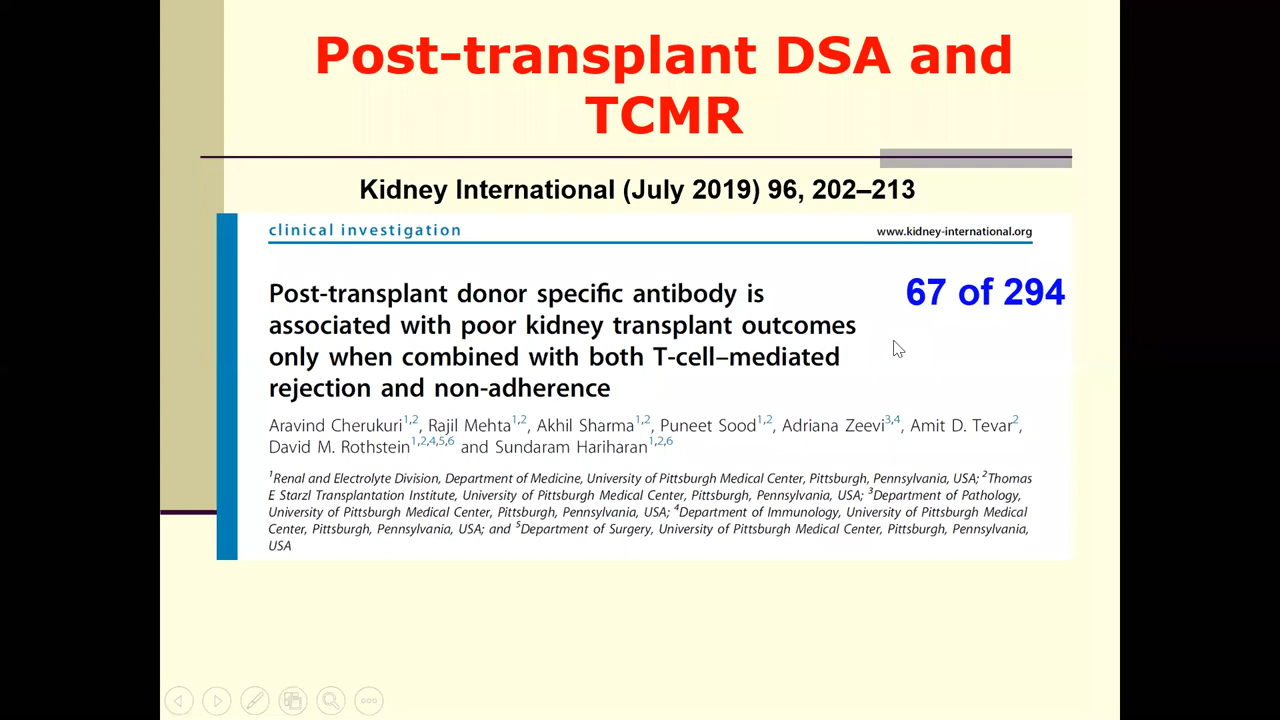 Post-transplant DSA and
TCMR
Kidney International (July 2019) 96, 202–213
clinical investigation
www.kidney-international.org
67 of 294
Post-transplant donor specific antibody is
associated with poor kidney transplant outcomes
only when combined with both T-cell–mediated
rejection and non-adherence
Aravind Cherukuri1,2, Rajil Mehta1,2, Akhil Sharma1,2, Puneet Sood1,2, Adriana Zeevi3,4, Amit D. Tevar2,
David M. Rothstein1,2,4,5,6 and Sundaram Hariharan1,2,6
1Renal and Electrolyte Division, Department of Medicine, University of Pittsburgh Medical Center, Pittsburgh, Pennsylvania, USA; 2Thomas
E Starzl Transplantation Institute, University of Pittsburgh Medical Center, Pittsburgh, Pennsylvania, USA; 3Department of Pathology,
University of Pittsburgh Medical Center, Pittsburgh, Pennsylvania, USA; 4Department of Immunology, University of Pittsburgh Medical
Center, Pittsburgh, Pennsylvania, USA; and 5Department of Surgery, University of Pittsburgh Medical Center, Pittsburgh, Pennsylvania,
USA